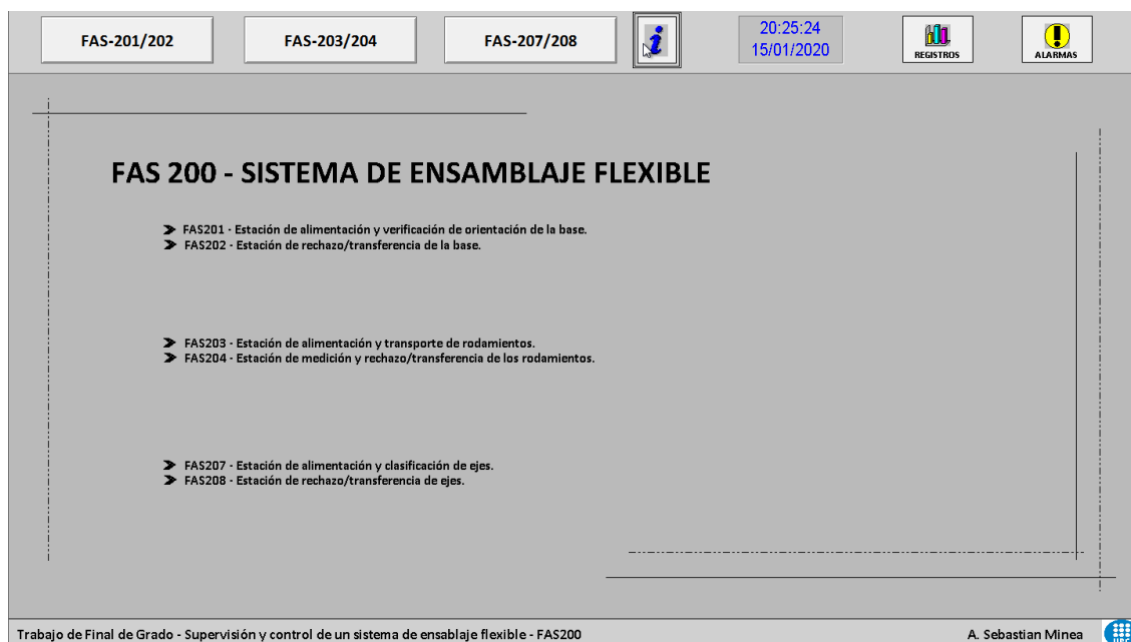 FAS-201/202
FAS-203/204
FAS-207/208
i
20:25:24
15/01/2020
REGISTROS
ALARMAS
FAS 200 - SISTEMA DE ENSAMBLAJE FLEXIBLE
FAS201 - Estación de alimentación y verificación de orientación de la base.
FAS202 - Estación de rechazo/transferencia de la base.
FAS203 - Estación de alimentación y transporte de rodamientos.
FAS204 - Estación de medición y rechazo/transferencia de los rodamientos.
FAS207 - Estación de alimentación y clasificación de ejes.
FAS208 - Estación de rechazo/transferencia de ejes.
Trabajo de Final de Grado - Supervisión y control de un sistema de ensablaje flexible - FAS200
A. Sebastian Minea